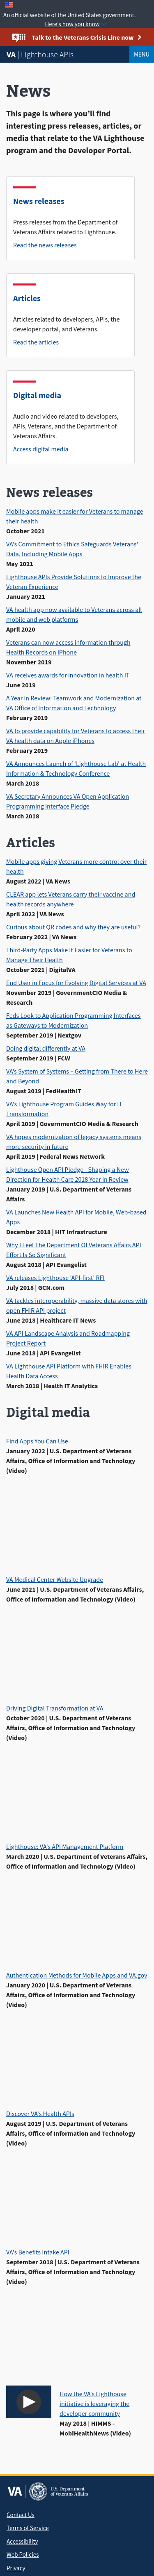 An official website of the United States government.
Here's how you know
Talk to the Veterans Crisis Line now
VA | Lighthouse APIs
MENU
News
This page is where you'll find
interesting press releases, articles, or
media that relate to the VA Lighthouse
program and the Developer Portal.
News releases
Press releases from the Department of
Veterans Affairs related to Lighthouse.
Read the news releases
Articles
Articles related to developers, APIs, the
developer portal, and Veterans.
Read the articles
Digital media
Audio and video related to developers,
APIs, Veterans, and the Department of
Veterans Affairs.
Access digital media
News releases
Mobile apps make it easier for Veterans to manage
their health
October 2021
VA's Commitment to Ethics Safeguards Veterans'
Data, Including Mobile Apps
May 2021
Lighthouse APIs Provide Solutions to Improve the
Veteran Experience
January 2021
VA health app now available to Veterans across all
mobile and web platforms
April 2020
Veterans can now access information through
Health Records on iPhone
November 2019
VA receives awards for innovation in health IT
June 2019
A Year in Review: Teamwork and Modernization at
VA Office of Information and Technology
February 2019
VA to provide capability for Veterans to access their
VA health data on Apple iPhones
February 2019
VA Announces Launch of 'Lighthouse Lab' at Health
Information & Technology Conference
March 2018
VA Secretary Announces VA Open Application
Programming Interface Pledge
March 2018
Articles
Mobile apps giving Veterans more control over their
health
August 2022 | VA News
CLEAR app lets Veterans carry their vaccine and
health records anywhere
April 2022 | VA News
Curious about QR codes and why they are useful?
February 2022 | VA News
Third-Party Apps Make It Easier for Veterans to
Manage Their Health
October 2021 | DigitalVA
End User in Focus for Evolving Digital Services at VA
November 2019 | GovernmentCIO Media &
Research
Feds Look to Application Programming Interfaces
as Gateways to Modernization
September 2019 | Nextgov
Doing digital differently at VA
September 2019 | FCW
VA's System of Systems – Getting from There to Here
and Beyond
August 2019 | FedHealthIT
VA's Lighthouse Program Guides Way for IT
Transformation
April 2019 | GovernmentCIO Media & Research
VA hopes modernization of legacy systems means
more security in future
April 2019 | Federal News Network
Lighthouse Open API Pledge - Shaping a New
Direction for Health Care 2018 Year in Review
January 2019 | U.S. Department of Veterans
Affairs
VA Launches New Health API for Mobile, Web-based
Apps
December 2018 | HIT Infrastructure
Why I Feel The Department Of Veterans Affairs API
Effort Is So Significant
August 2018 | API Evangelist
VA releases Lighthouse 'API-first' RFI
July 2018 | GCN.com
VA tackles interoperability, massive data stores with
open FHIR API project
June 2018 | Healthcare IT News
VA API Landscape Analysis and Roadmapping
Project Report
June 2018 | API Evangelist
VA Lighthouse API Platform with FHIR Enables
Health Data Access
March 2018 | Health IT Analytics
Digital media
Find Apps You Can Use
January 2022 | U.S. Department of Veterans
Affairs, Office of Information and Technology
(Video)
VA Medical Center Website Upgrade
June 2021 | U.S. Department of Veterans Affairs,
Office of Information and Technology (Video)
Driving Digital Transformation at VA
October 2020 | U.S. Department of Veterans
Affairs, Office of Information and Technology
(Video)
Lighthouse: VA's API Management Platform
March 2020 | U.S. Department of Veterans Affairs,
Office of Information and Technology (Video)
Authentication Methods for Mobile Apps and VA.gov
January 2020 | U.S. Department of Veterans
Affairs, Office of Information and Technology
(Video)
Discover VA's Health APIs
August 2019 | U.S. Department of Veterans
Affairs, Office of Information and Technology
(Video)
VA's Benefits Intake API
September 2018 | U.S. Department of Veterans
Affairs, Office of Information and Technology
(Video)
How the VA's Lighthouse
initiative is leveraging the
developer community
May 2018 | HIMMS -
MobiHealthNews (Video)
VA
U.S. Department
of Veterans Affairs
Contact Us
Terms of Service
Accessibility
Web Policies
Privacy